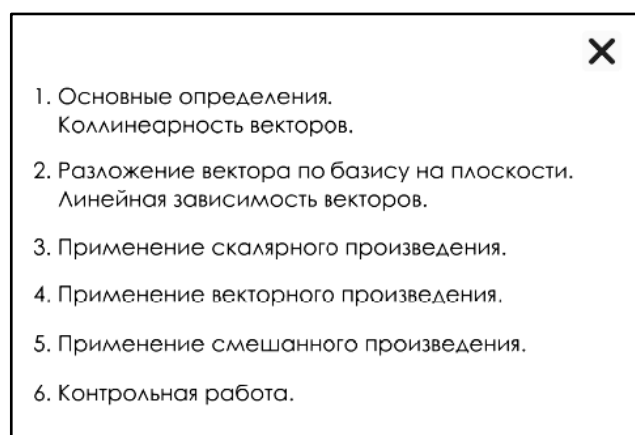 1. Основные определения.
Коллинеарность векторов.
2. Разложение вектора по базису на плоскости.
Линейная зависимость векторов.
3. Применение скалярного произведения.
4. Применение векторного произведения.
5. Применение смешанного произведения.
6. Контрольная работа.